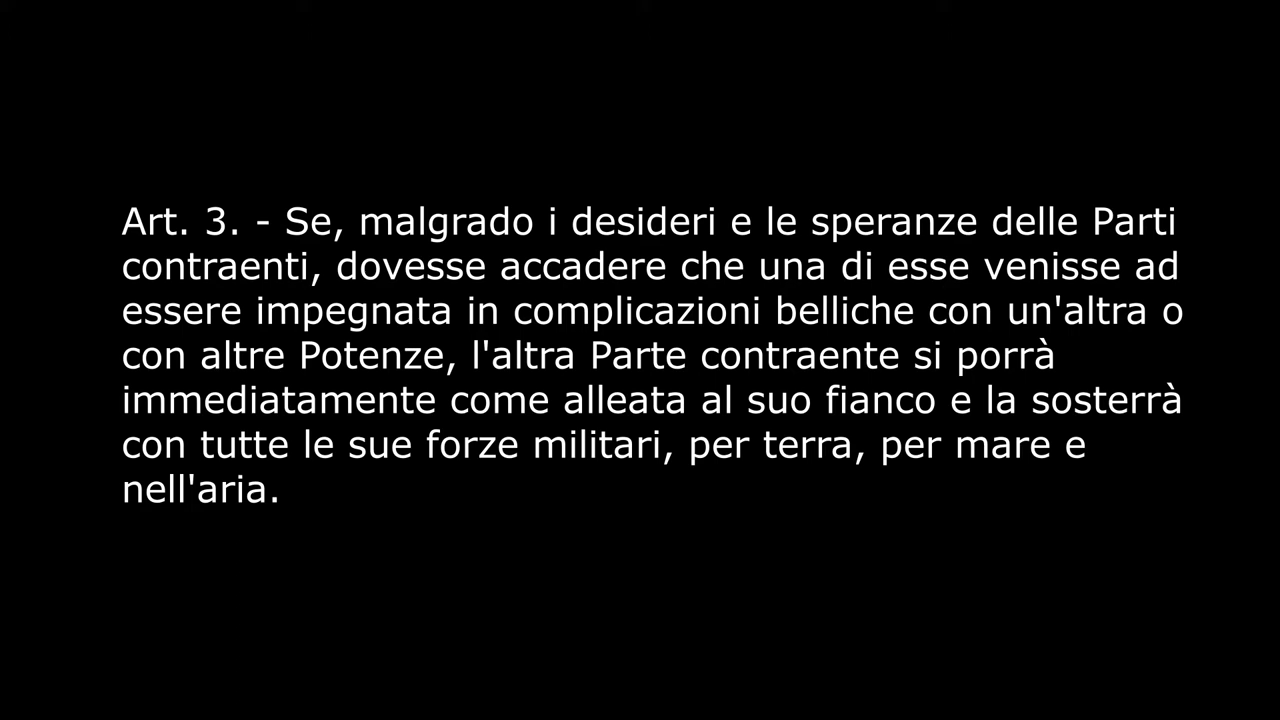 Art. 3. - Se, malgrado i desideri e le speranze delle Parti
contraenti, dovesse accadere che una di esse venisse ad
essere impegnata in complicazioni belliche con un'altra o
con altre Potenze, l'altra Parte contraente si porrà
immediatamente come alleata al suo fianco e la sosterrà
con tutte le sue forze militari, per terra, per mare e
nell'aria.